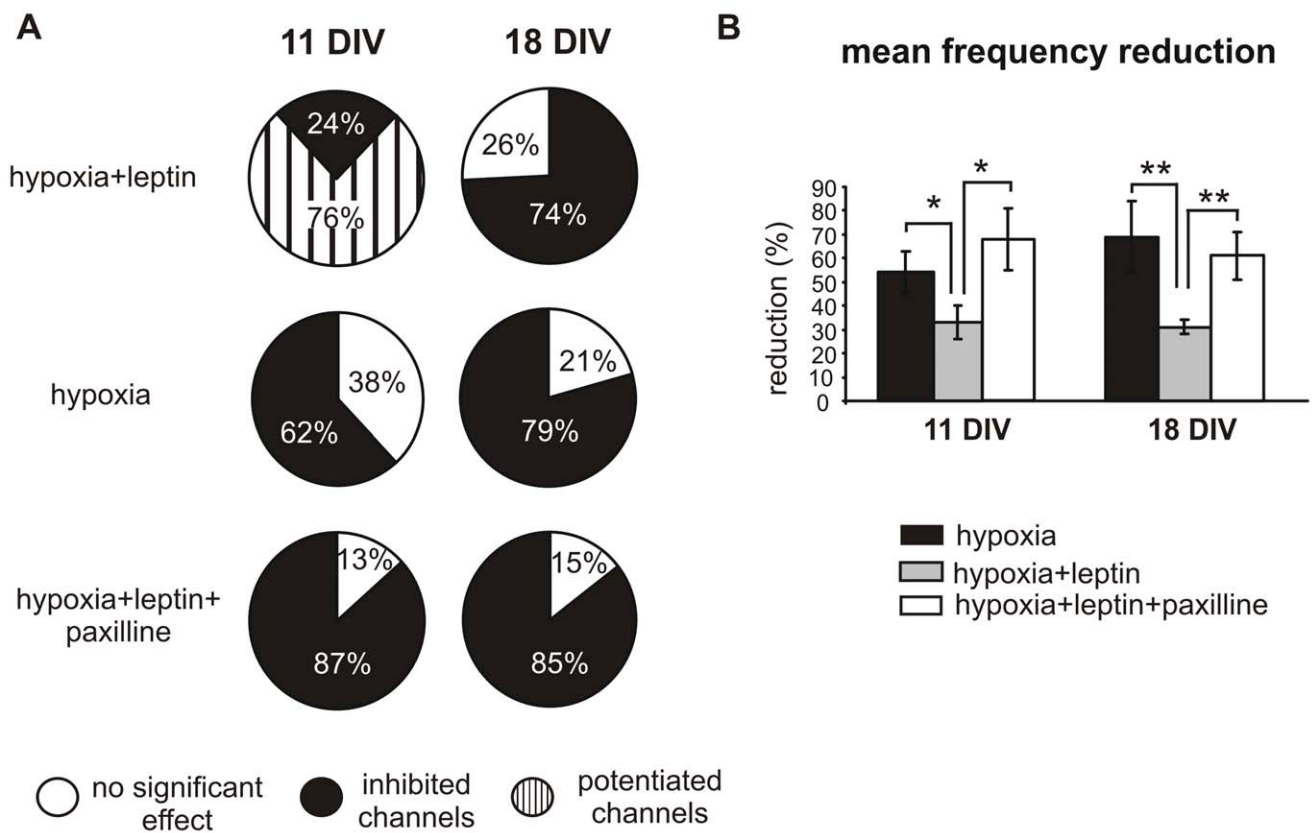 A
11 DIV
18 DIV
hypoxia+leptin
24%
76%
26%
74%
hypoxia
38%
62%
21%
79%
hypoxia+leptin+
paxilline
13%
87%
15%
85%
no significant
effect
inhibited
channels
potentiated
channels
B
mean frequency reduction
reduction (%)
90
80
70
60
50
40
30
20
10
0
*
*
**
**
11 DIV
18 DIV
hypoxia
hypoxia+leptin
hypoxia+leptin+paxilline